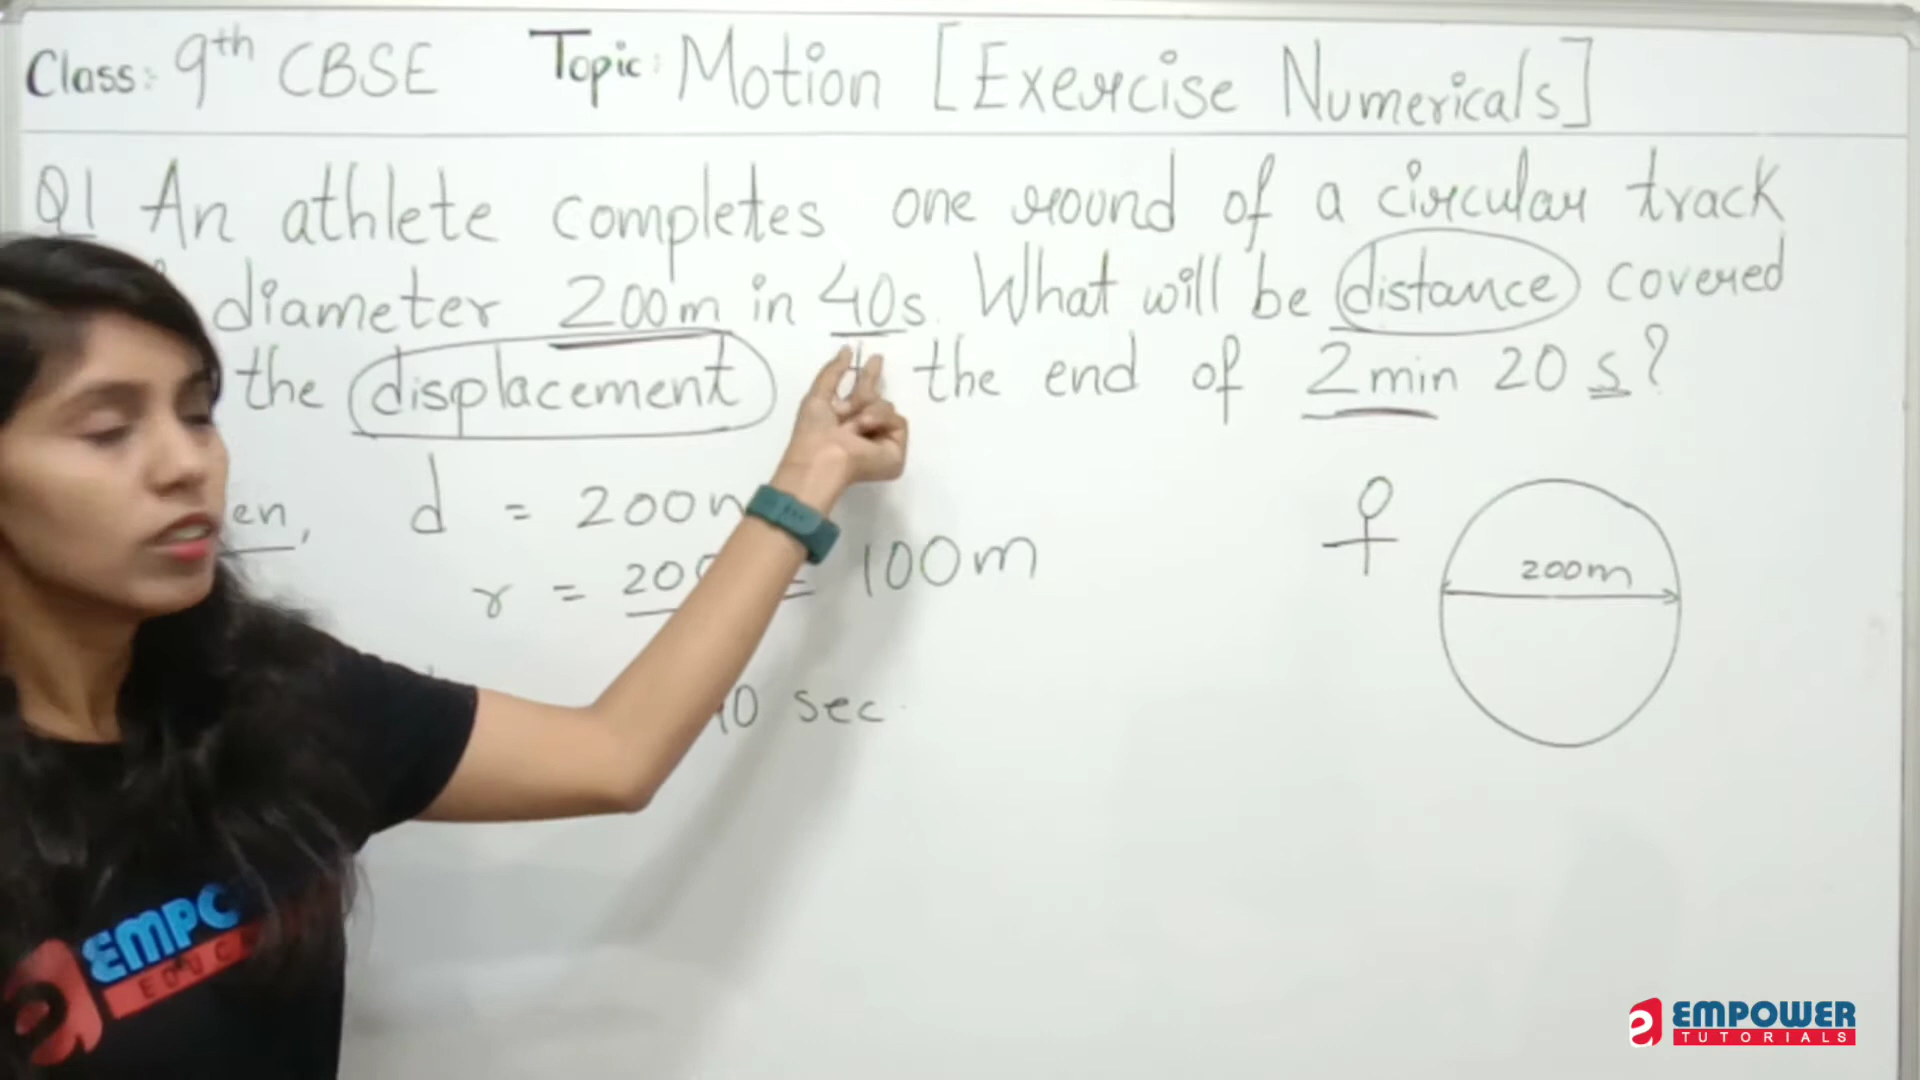 Class: 9th CBSE Topic: Motion [Exercise Numericals]
Q1 An athlete completes one round of a circular track
diameter 200m in 40s. What will be distance covered
the displacement the end of 2min 20 s?
d = 200
r = = 100m
200m
sec
EMPOWER
TUTORIALS